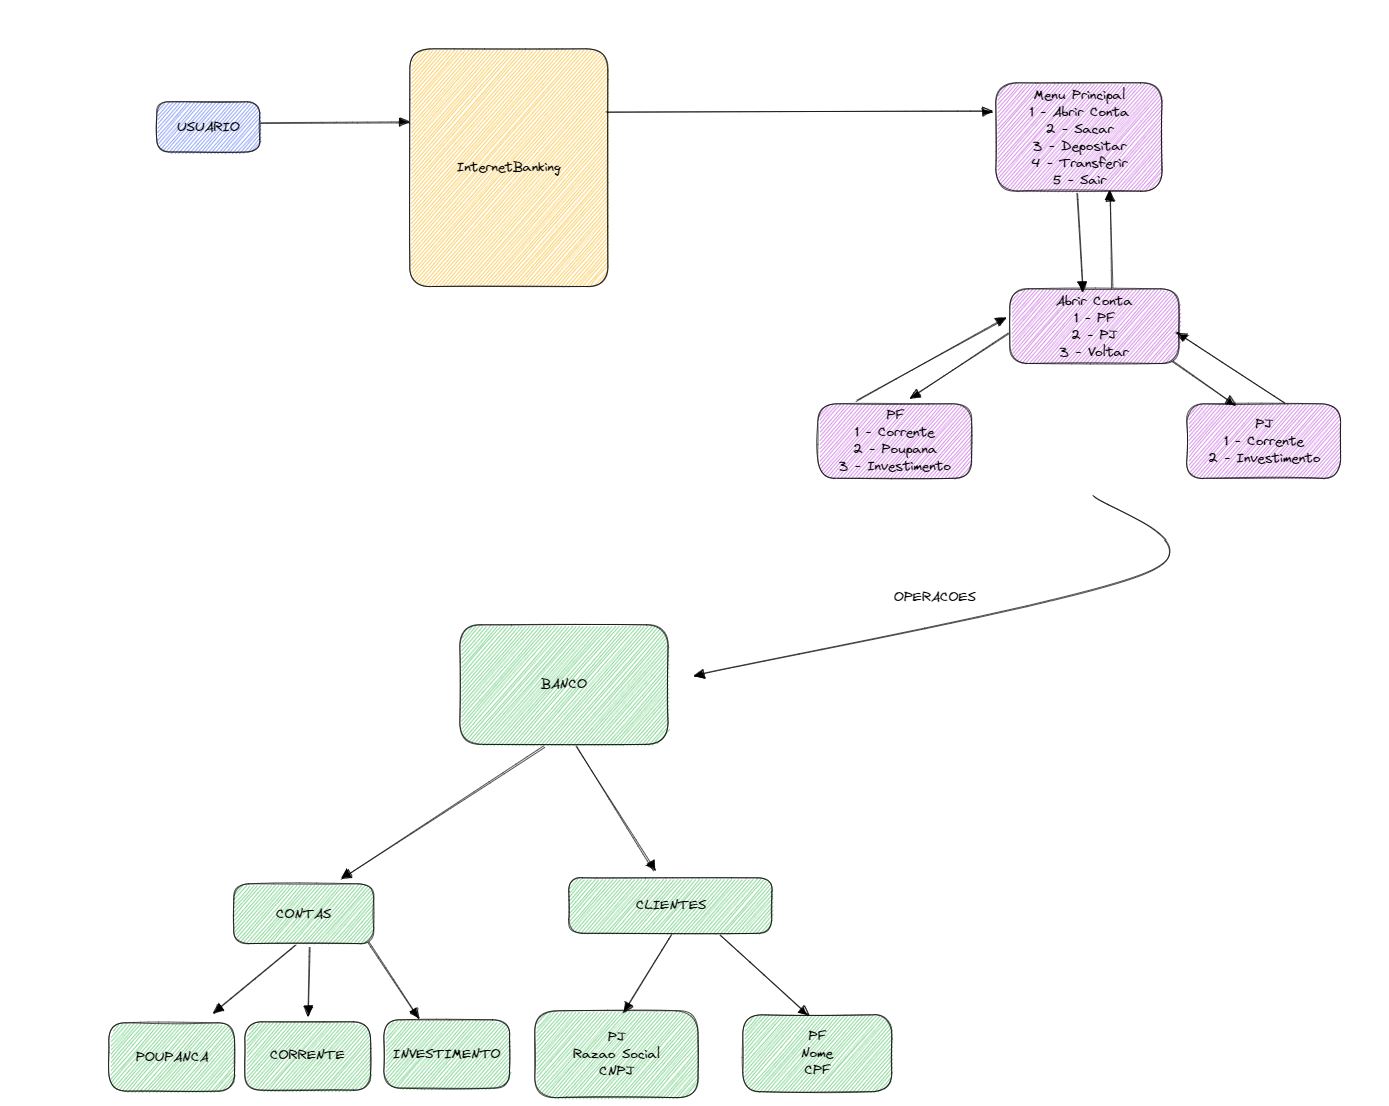 USUARIO
InternetBanking
Menu Principal
1 - Abrir Conta
2 - Sacar
3 - Depositar
4 - Transferir
5 - Sair
Abrir Conta
1 - PF
2 - PJ
3 - Voltar
PF
1 - Corrente
2 - Poupana
3 - Investimento
PJ
1 - Corrente
2 - Investimento
OPERACOES
BANCO
CONTAS
CLIENTES
POUPANCA
CORRENTE
INVESTIMENTO
PJ
Razao Social
CNPJ
PF
Nome
CPF